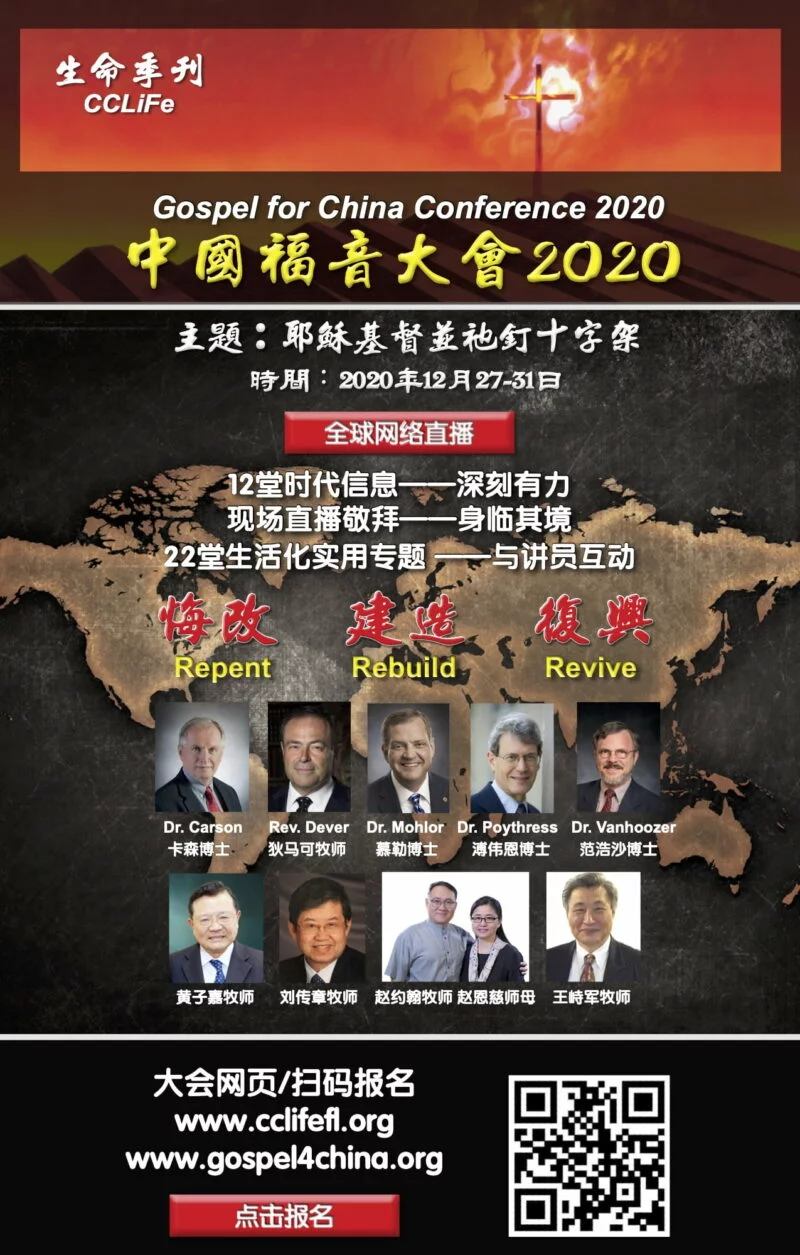 生命季刊
CCLiFe
Gospel for China Conference 2020
中國福音大會2020
主題：耶穌基督並祂釘十字架
時間：2020年12月27-31日
全球网络直播
12堂时代信息——深刻有力
现场直播敬拜——身临其境
22堂生活化实用专题 ——与讲员互动
悔改 建造 復興
Repent Rebuild Revive
Dr. Carson Rev. Dever Dr. Mohlor Dr. Poythress Dr. Vanhoozer
卡森博士 狄马可牧师 慕勒博士 溥伟恩博士 范浩沙博士
黄子嘉牧师 刘传章牧师 赵约翰牧师 赵恩慈师母 王峙军牧师
大会网页/扫码报名
www.cclifefl.org
www.gospel4china.org
点击报名